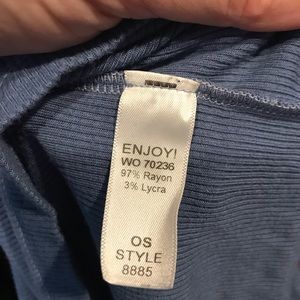 ENJOY!
WO 70236
97% Rayon
3% Lycra
OS
STYLE
8885